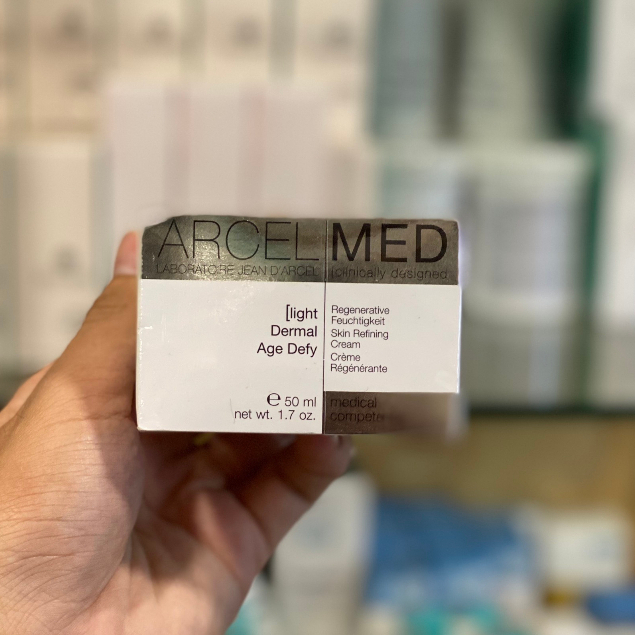 ARCELMED
LABORATOIRE JEAN D'ARCEL [clinically designed
[light
Dermal
Age Defy
℮ 50 ml
net wt. 1.7 oz.
Regenerative
Feuchtigkeit
Skin Refining
Cream
Crème
Régénérante
medical